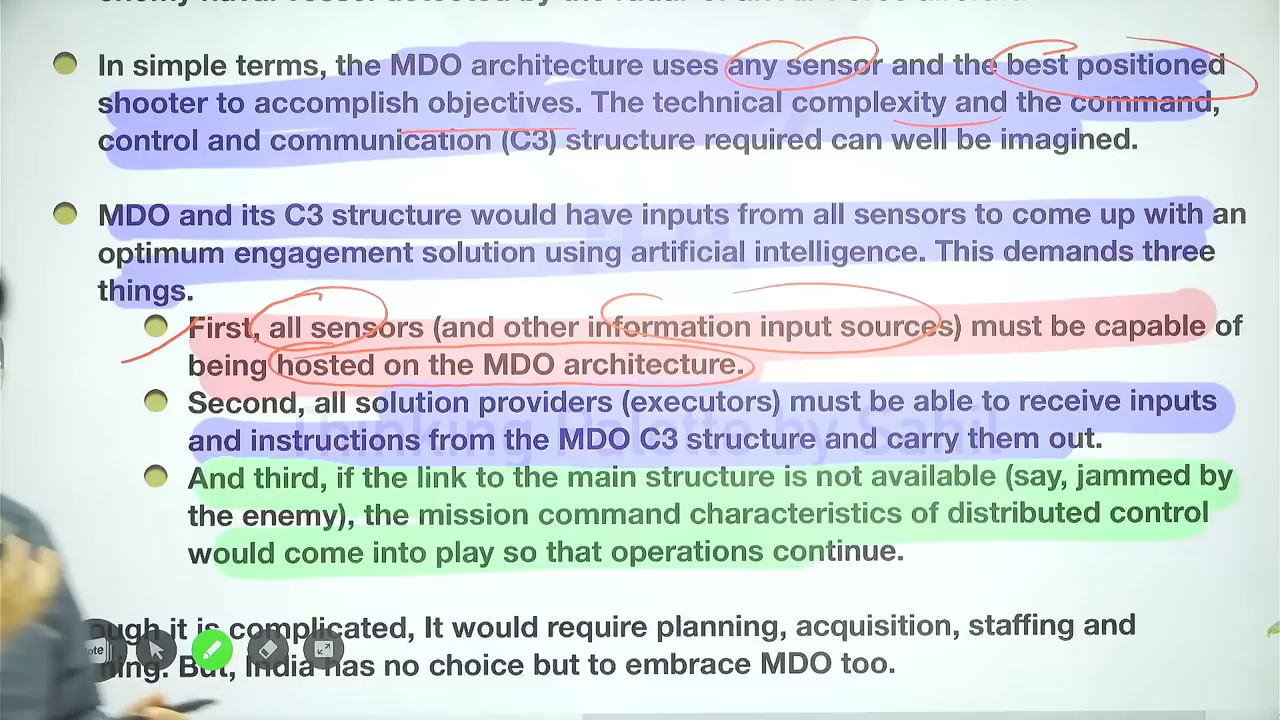 In simple terms, the MDO architecture uses any sensor and the best positioned
shooter to accomplish objectives. The technical complexity and the command,
control and communication (C3) structure required can well be imagined.
MDO and its C3 structure would have inputs from all sensors to come up with an
optimum engagement solution using artificial intelligence. This demands three
things.
First, all sensors (and other information input sources) must be capable of
being hosted on the MDO architecture.
Second, all solution providers (executors) must be able to receive inputs
and instructions from the MDO C3 structure and carry them out.
Thinking Palette by Sahil
And third, if the link to the main structure is not available (say, jammed by
the enemy), the mission command characteristics of distributed control
would come into play so that operations continue.
it is complicated, It would require planning, acquisition, staffing and
But, India has no choice but to embrace MDO too.